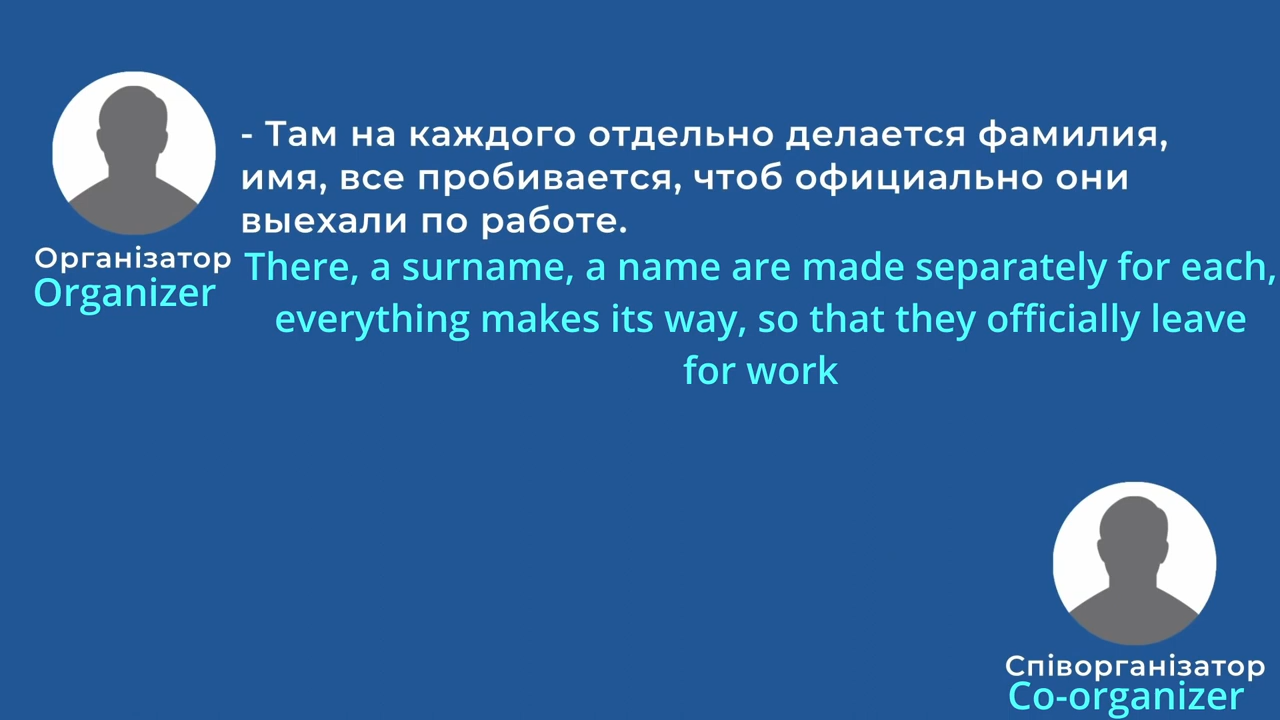 - Там на каждого отдельно делается фамилия,
имя, все пробивается, чтоб официально они
выехали по работе.
Організатор
Organizer
There, a surname, a name are made separately for each,
everything makes its way, so that they officially leave
for work
Співорганізатор
Co-organizer